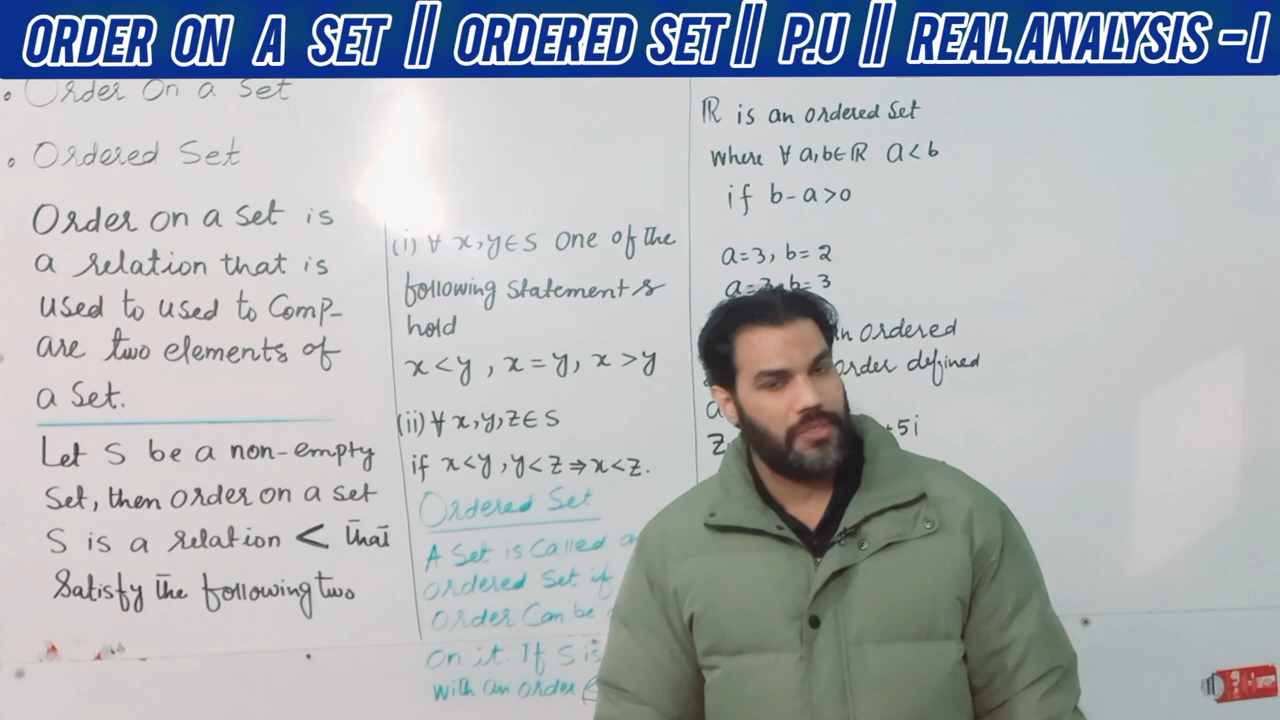 ORDER ON A SET || ORDERED SET || P.U || REAL ANALYSIS - I
Order On a Set
Ordered Set
Order on a Set is
a relation that is
used to used to Comp-
are two elements of
a Set.
Let S be a non-empty
Set, then order on a set
S is a relation < that
Satisfy the following two
(i) ∀ x,y∈S One of the
following Statements
hold
x<y, x=y, x>y
(ii) ∀ x,y,z∈S
if x<y, y<z ⇒ x<z.
Ordered Set
A Set is Called
ordered Set if
Order Can be
on it. If S is
with an order
ℝ is an ordered Set
where ∀ a,b∈ℝ a<b
if b-a>0
a=3, b=2
b=3
ordered
order defined
5i